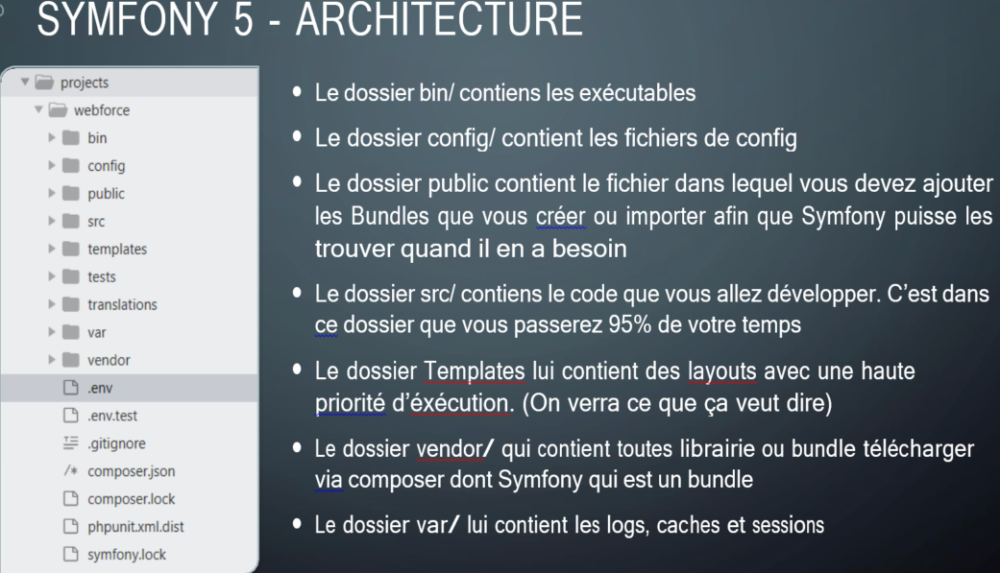 SYMFONY 5 - ARCHITECTURE
projects
webforce
bin
config
public
src
templates
tests
translations
var
vendor
.env
.env.test
.gitignore
/* composer.json
composer.lock
phpunit.xml.dist
symfony.lock
• Le dossier bin/ contiens les exécutables
• Le dossier config/ contient les fichiers de config
• Le dossier public contient le fichier dans lequel vous devez ajouter
les Bundles que vous créer ou importer afin que Symfony puisse les
trouver quand il en a besoin
• Le dossier src/ contiens le code que vous allez développer. C'est dans
ce dossier que vous passerez 95% de votre temps
• Le dossier Templates lui contient des layouts avec une haute
priorité d'éxécution. (On verra ce que ça veut dire)
• Le dossier vendor/ qui contient toutes librairie ou bundle télécharger
via composer dont Symfony qui est un bundle
• Le dossier var/ lui contient les logs, caches et sessions